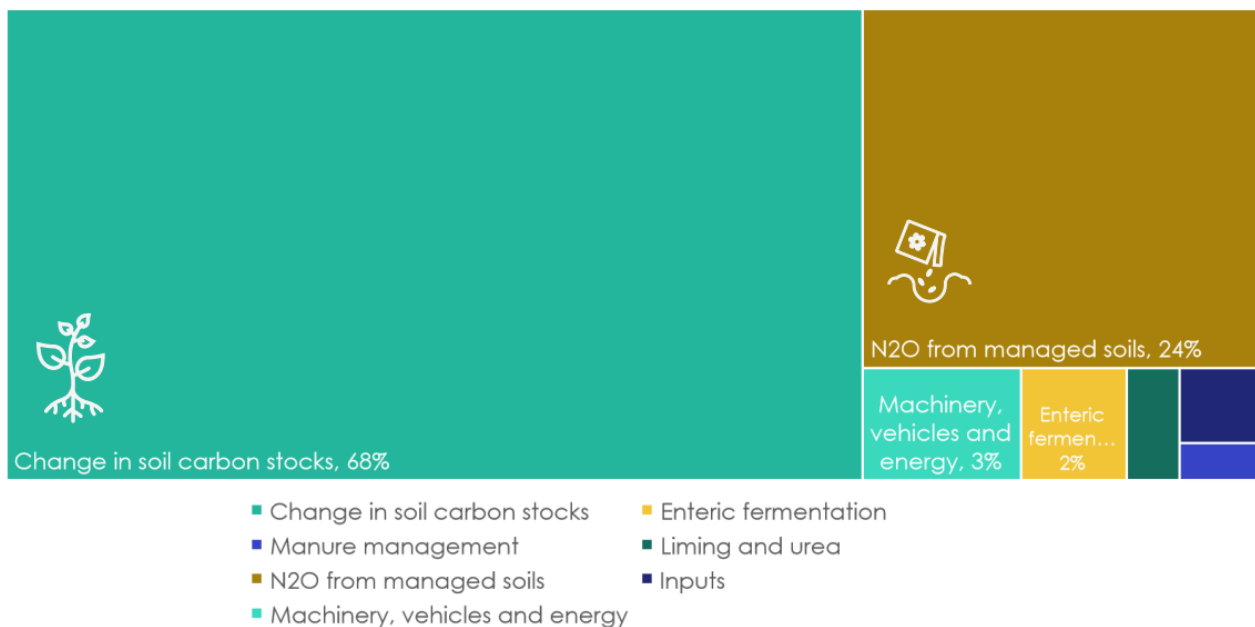 Change in soil carbon stocks, 68%
N2O from managed soils, 24%
Machinery,
vehicles and
energy, 3%
Enteric
fermen...
2%
Change in soil carbon stocks
Enteric fermentation
Manure management
Liming and urea
N2O from managed soils
Inputs
Machinery, vehicles and energy